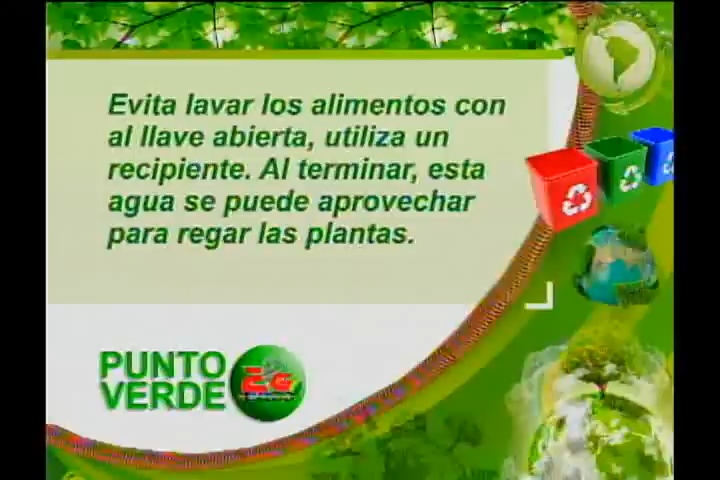 Evita lavar los alimentos con
al llave abierta, utiliza un
recipiente. Al terminar, esta
agua se puede aprovechar
para regar las plantas.
PUNTO
VERDE